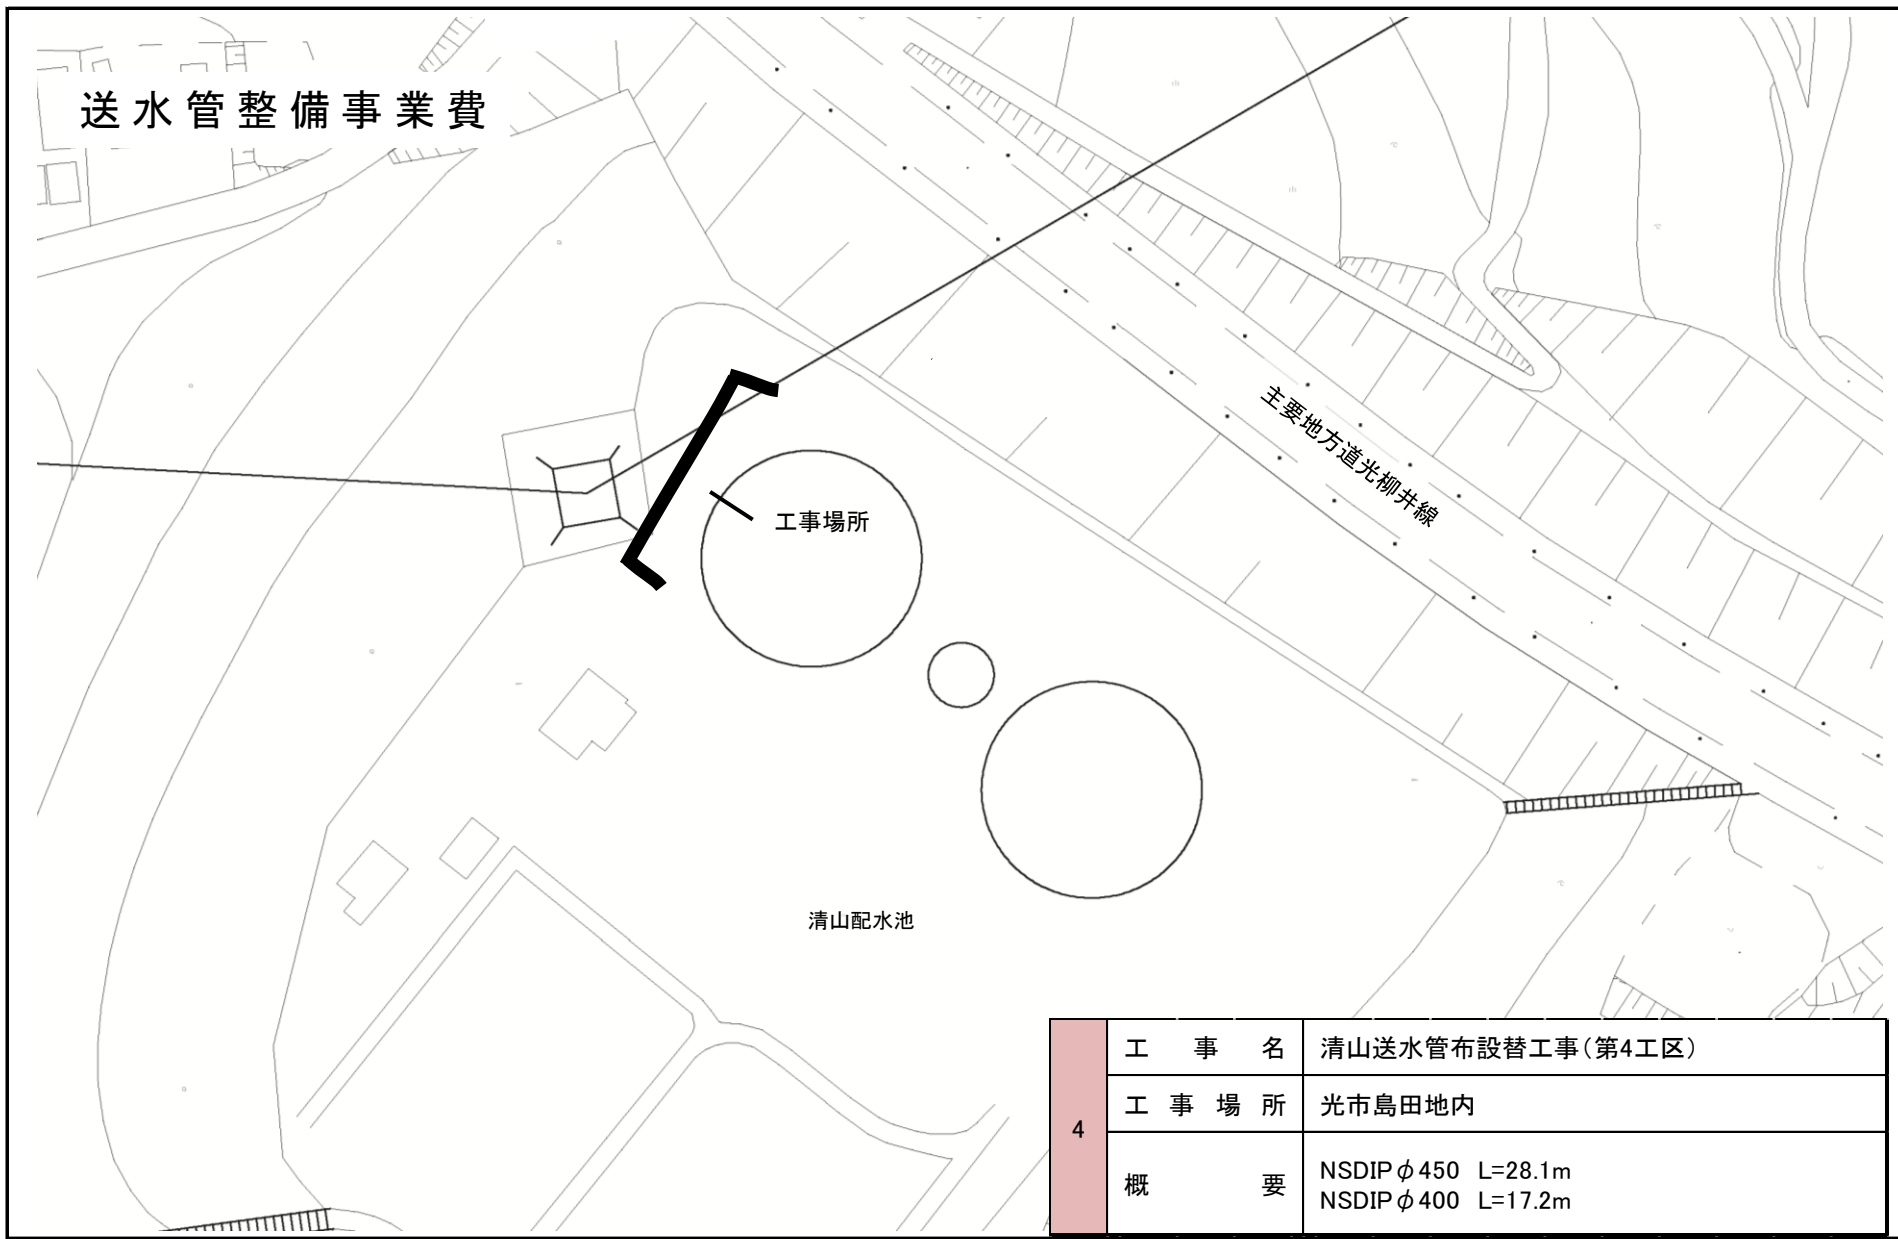 送水管整備事業費
主要地方道光柳井線
工事場所
清山配水池
4
工事名 清山送水管布設替工事（第4工区）
工事場所 光市島田地内
概要 NSDIPφ450 L=28.1m
NSDIPφ400 L=17.2m